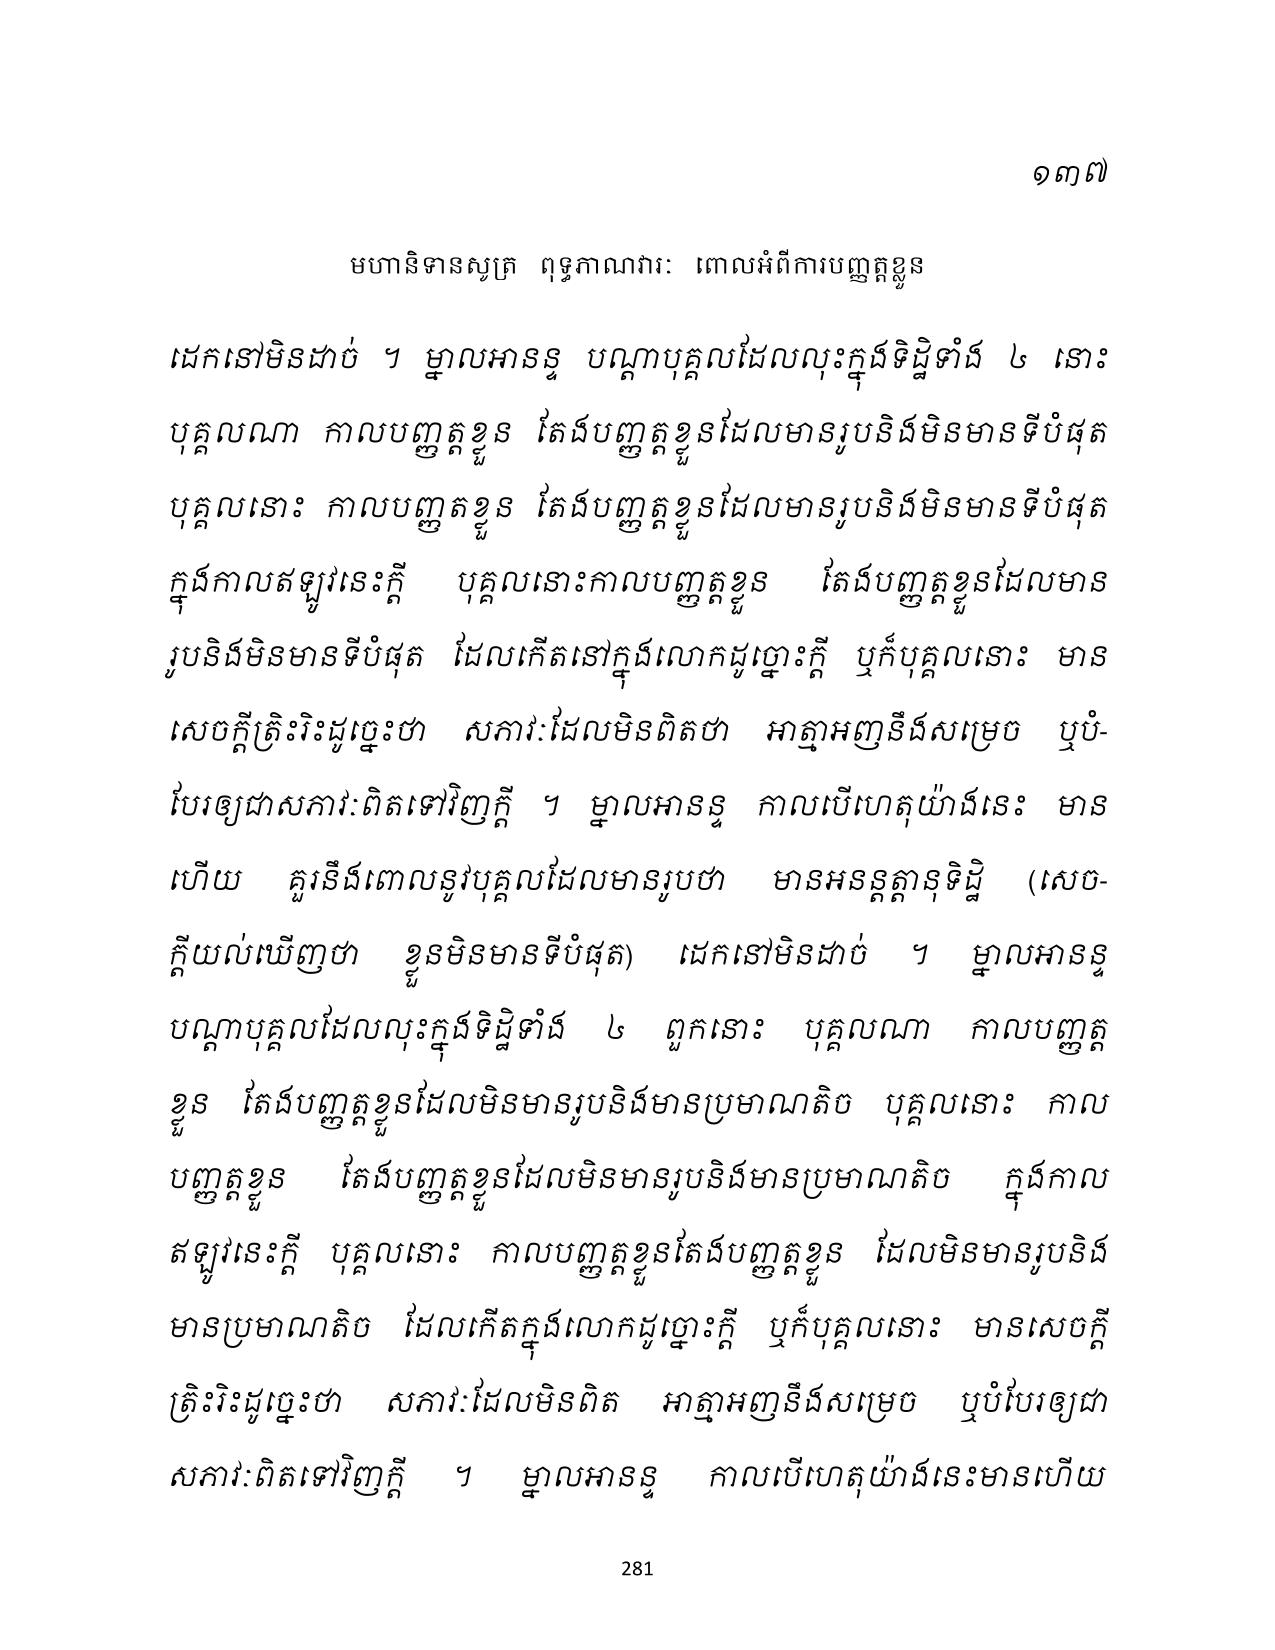 ១៣៧
មហានិទានសូត្រ ពុទ្ធភាណវារៈ ពោលអំពីការបញ្ញត្តខ្លួន
ដេកនៅមិនដាច់ ។ ម្នាលអានន្ទ បណ្តាបុគ្គលដែលលុះក្នុងទិដ្ឋិទាំង ៤ នោះ
បុគ្គលណា កាលបញ្ញត្តខ្លួន តែងបញ្ញត្តខ្លួនដែលមានរូបនិងមិនមានទីបំផុត
បុគ្គលនោះ កាលបញ្ញតខ្លួន តែងបញ្ញត្តខ្លួនដែលមានរូបនិងមិនមានទីបំផុត
ក្នុងកាលឥឡូវនេះក្តី បុគ្គលនោះកាលបញ្ញត្តខ្លួន តែងបញ្ញត្តខ្លួនដែលមាន
រូបនិងមិនមានទីបំផុត ដែលកើតនៅក្នុងលោកដូច្នោះក្តី ឬក៏បុគ្គលនោះ មាន
សេចក្តីត្រិះរិះដូច្នេះថា សភាវៈដែលមិនពិតថា អាត្មាអញនឹងសម្រេច ឬបំ-
បែរឲ្យជាសភាវៈពិតទៅវិញក្តី ។ ម្នាលអានន្ទ កាលបើហេតុយ៉ាងនេះ មាន
ហើយ គួរនឹងពោលនូវបុគ្គលដែលមានរូបថា មានអនន្តត្តានុទិដ្ឋិ (សេច-
ក្តីយល់ឃើញថា ខ្លួនមិនមានទីបំផុត) ដេកនៅមិនដាច់ ។ ម្នាលអានន្ទ
បណ្តាបុគ្គលដែលលុះក្នុងទិដ្ឋិទាំង ៤ ពួកនោះ បុគ្គលណា កាលបញ្ញត្ត
ខ្លួន តែងបញ្ញត្តខ្លួនដែលមិនមានរូបនិងមានប្រមាណតិច បុគ្គលនោះ កាល
បញ្ញត្តខ្លួន តែងបញ្ញត្តខ្លួនដែលមិនមានរូបនិងមានប្រមាណតិច ក្នុងកាល
ឥឡូវនេះក្តី បុគ្គលនោះ កាលបញ្ញត្តខ្លួនតែងបញ្ញត្តខ្លួន ដែលមិនមានរូបនិង
មានប្រមាណតិច ដែលកើតក្នុងលោកដូច្នោះក្តី ឬក៏បុគ្គលនោះ មានសេចក្តី
ត្រិះរិះដូច្នេះថា សភាវៈដែលមិនពិត អាត្មាអញនឹងសម្រេច ឬបំបែរឲ្យជា
សភាវៈពិតទៅវិញក្តី ។ ម្នាលអានន្ទ កាលបើហេតុយ៉ាងនេះមានហើយ
281